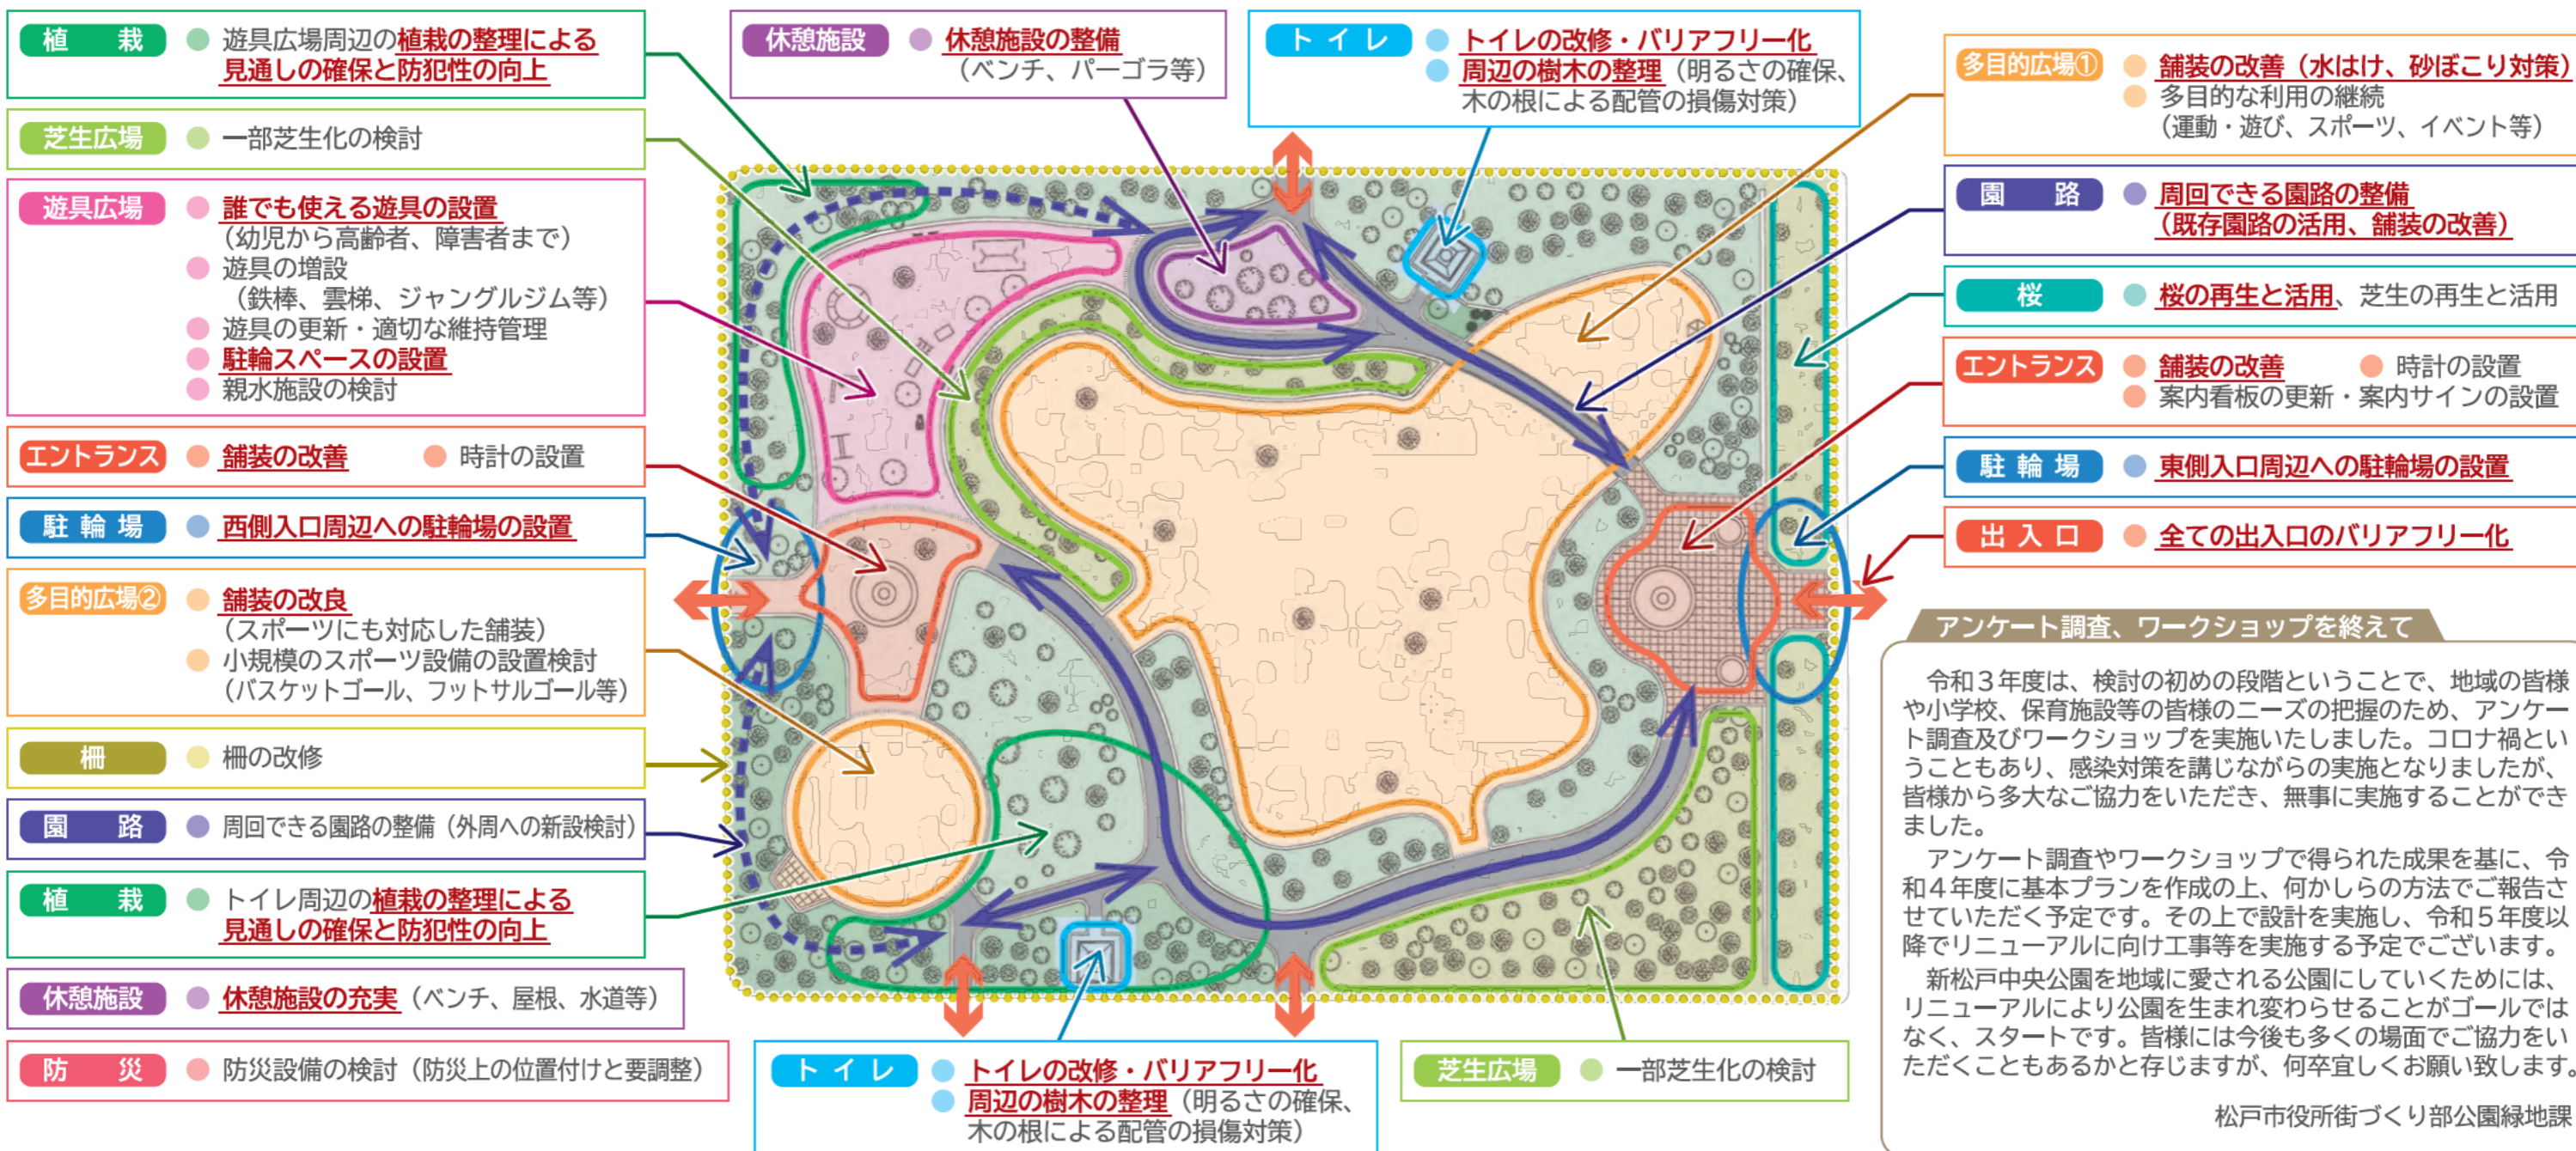 植　栽
遊具広場周辺の植栽の整理による
見通しの確保と防犯性の向上
芝生広場
一部芝生化の検討
遊具広場
誰でも使える遊具の設置
（幼児から高齢者、障害者まで）
遊具の増設
（鉄棒、雲梯、ジャングルジム等）
遊具の更新・適切な維持管理
駐輪スペースの設置
親水施設の検討
エントランス
舗装の改善　時計の設置
駐輪場
西側入口周辺への駐輪場の設置
多目的広場②
舗装の改良
（スポーツにも対応した舗装）
小規模のスポーツ設備の設置検討
（バスケットゴール、フットサルゴール等）
柵
柵の改修
園　路
周回できる園路の整備（外周への新設検討）
植　栽
トイレ周辺の植栽の整理による
見通しの確保と防犯性の向上
休憩施設
休憩施設の充実（ベンチ、屋根、水道等）
防　災
防災設備の検討（防災上の位置付けと要調整）
休憩施設
休憩施設の整備
（ベンチ、パーゴラ等）
トイレ
トイレの改修・バリアフリー化
周辺の樹木の整理（明るさの確保、
木の根による配管の損傷対策）
トイレ
トイレの改修・バリアフリー化
周辺の樹木の整理（明るさの確保、
木の根による配管の損傷対策）
芝生広場
一部芝生化の検討
多目的広場①
舗装の改善（水はけ、砂ぼこり対策）
多目的な利用の継続
（運動・遊び、スポーツ、イベント等）
園　路
周回できる園路の整備
（既存園路の活用、舗装の改善）
桜
桜の再生と活用、芝生の再生と活用
エントランス
舗装の改善　時計の設置
案内看板の更新・案内サインの設置
駐輪場
東側入口周辺への駐輪場の設置
出入口
全ての出入口のバリアフリー化
アンケート調査、ワークショップを終えて
　令和３年度は、検討の初めの段階ということで、地域の皆様
や小学校、保育施設等の皆様のニーズの把握のため、アンケー
ト調査及びワークショップを実施いたしました。コロナ禍とい
うこともあり、感染対策を講じながらの実施となりましたが、
皆様から多大なご協力をいただき、無事に実施することができ
ました。
　アンケート調査やワークショップで得られた成果を基に、令
和４年度に基本プランを作成の上、何かしらの方法でご報告さ
せていただく予定です。その上で設計を実施し、令和５年度以
降でリニューアルに向け工事等を実施する予定でございます。
　新松戸中央公園を地域に愛される公園にしていくためには、
リニューアルにより公園を生まれ変わらせることがゴールでは
なく、スタートです。皆様には今後も多くの場面でご協力をい
ただくこともあるかと存じますが、何卒宜しくお願い致します。
松戸市役所街づくり部公園緑地課